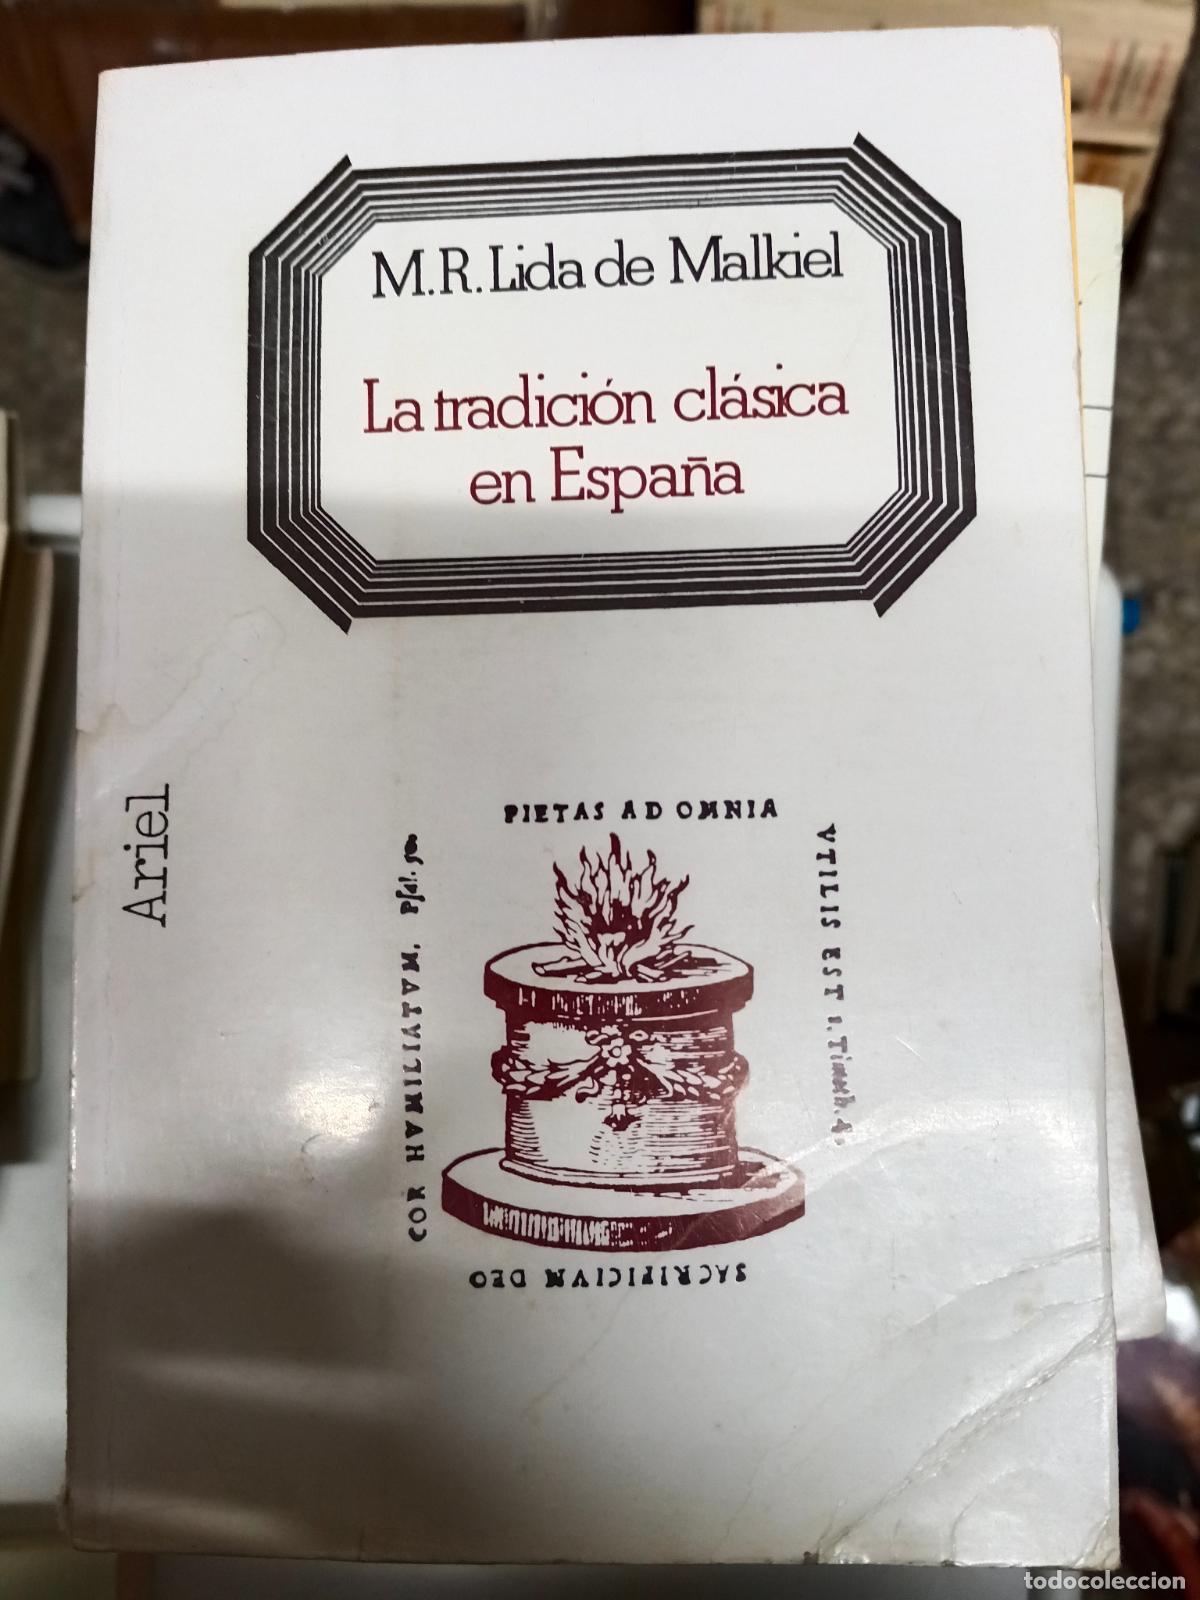 M.R. Lida de Malkiel
La tradición clásica
en España
Ariel
PIETAS AD OMNIA
VTILIS EST 1. Timoth. 4.
SACRIFICIVM DEO
COR HVMILIATVM. Psal. 50.
todocoleccion